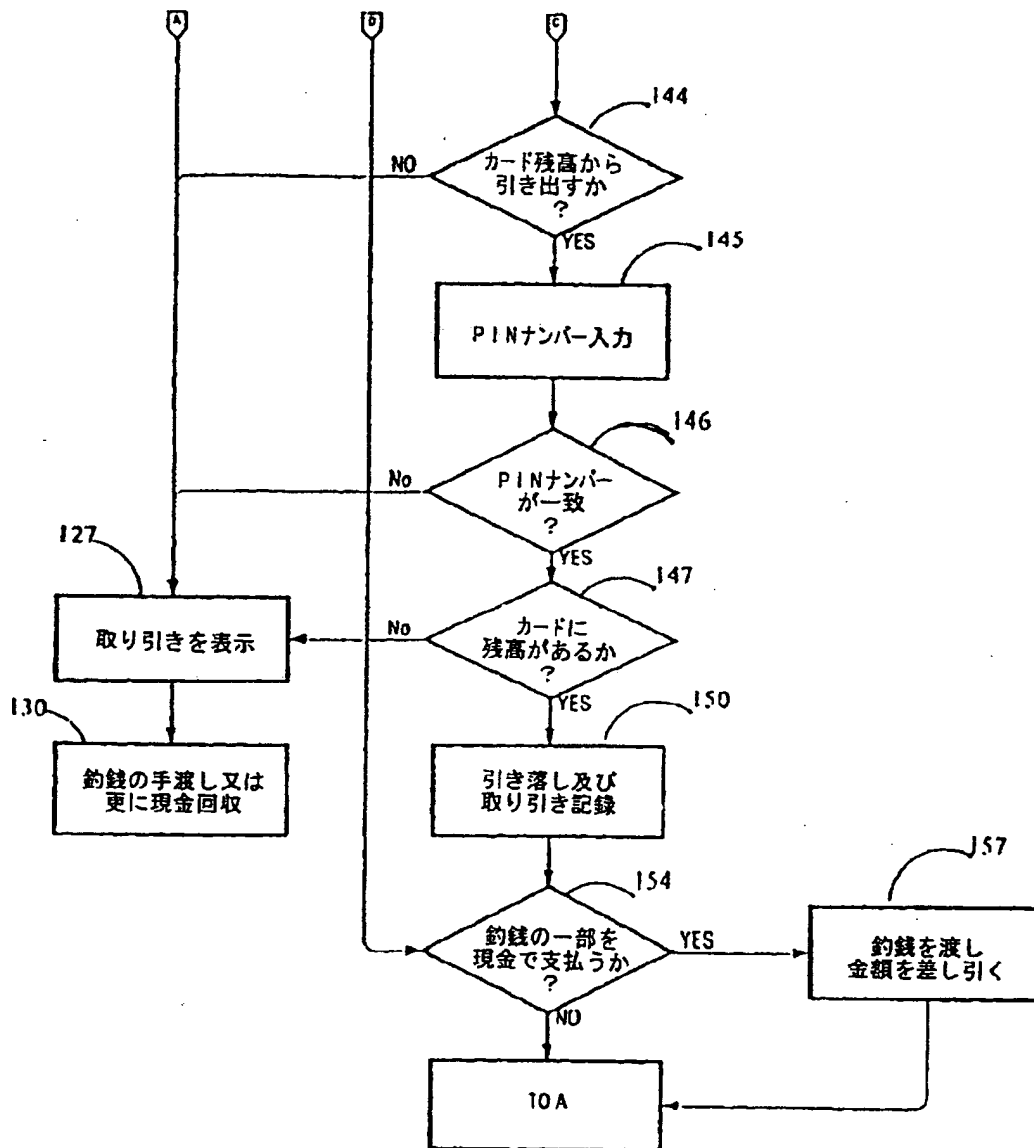 A
D
C
144
カード残高から
引き出すか
?
NO
YES
145
PINナンバー入力
146
PINナンバー
が一致
?
No
YES
127
取り引きを表示
147
カードに
残高があるか
?
No
YES
130
釣銭の手渡し又は
更に現金回収
150
引き落し及び
取り引き記録
154
釣銭の一部を
現金で支払うか
?
YES
NO
157
釣銭を渡し
金額を差し引く
TO A